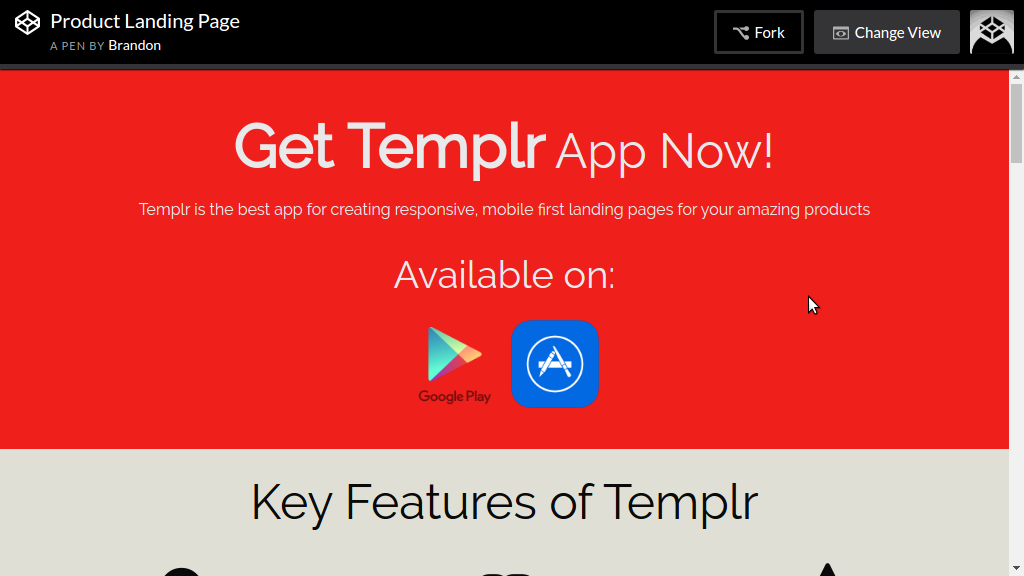 Product Landing Page
A PEN BY Brandon
Fork
Change View
Get Templr App Now!
Templr is the best app for creating responsive, mobile first landing pages for your amazing products
Available on:
Google Play
Key Features of Templr